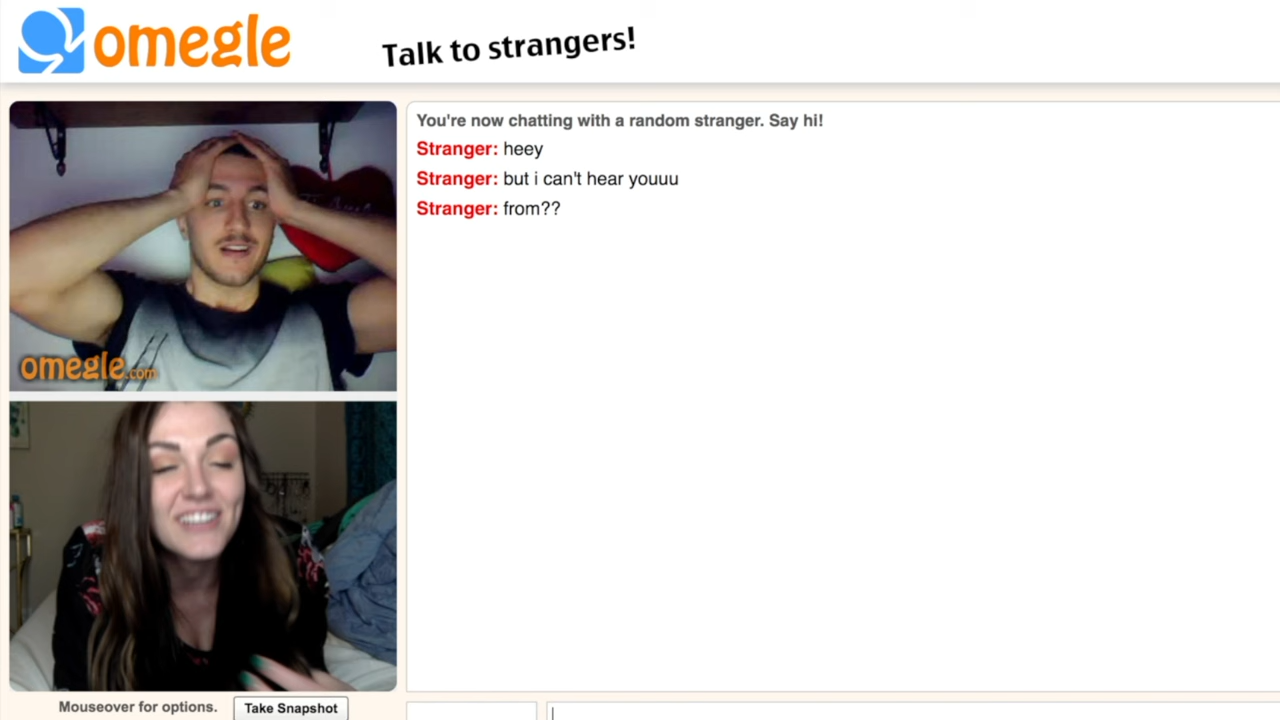 omegle
Talk to strangers!
You're now chatting with a random stranger. Say hi!
Stranger: heey
Stranger: but i can't hear youuu
Stranger: from??
omegle.com
Mouseover for options.
Take Snapshot